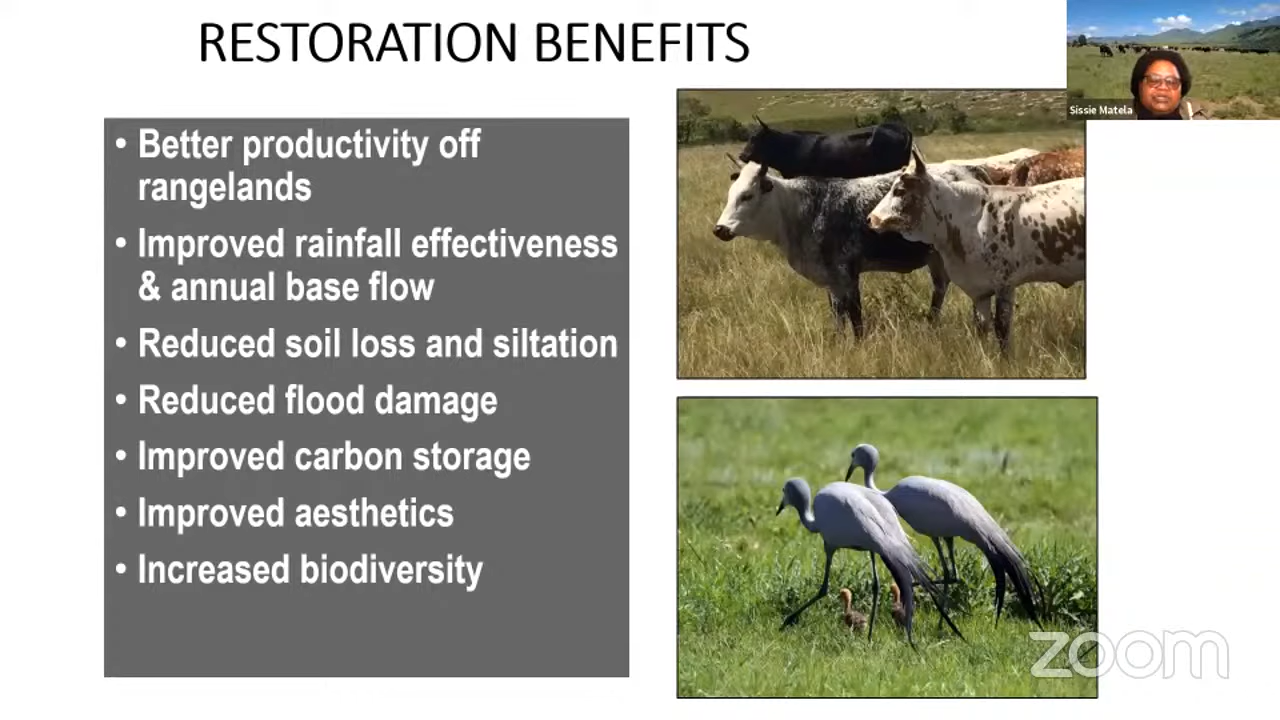 RESTORATION BENEFITS
Sissie Matela
• Better productivity off
rangelands
• Improved rainfall effectiveness
& annual base flow
• Reduced soil loss and siltation
• Reduced flood damage
• Improved carbon storage
• Improved aesthetics
• Increased biodiversity
zoom